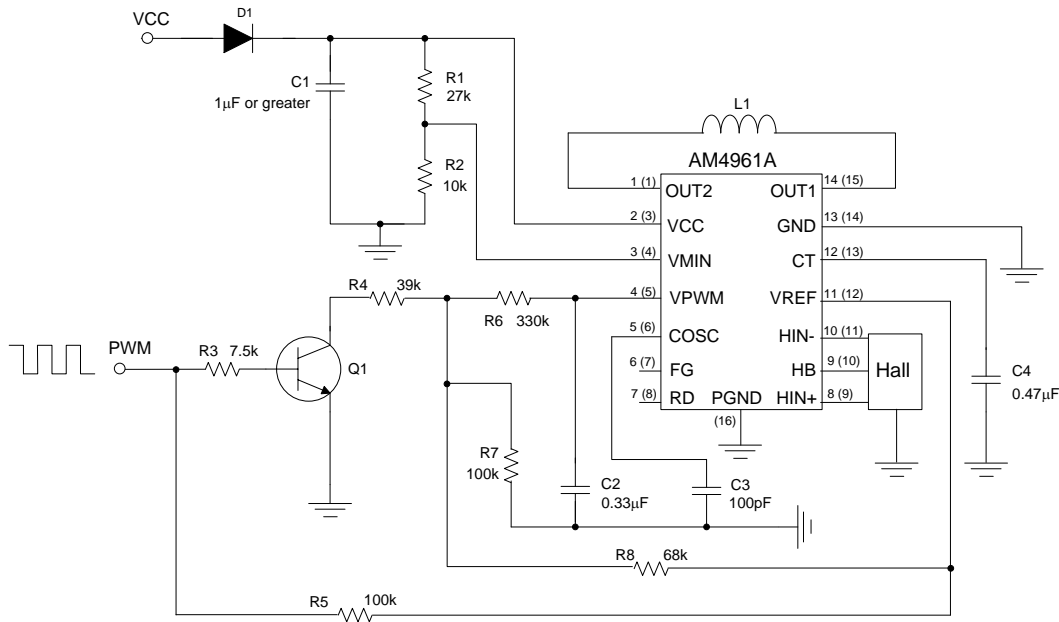 VCC
D1
C1
1µF or greater
R1
27k
R2
10k
L1
AM4961A
1 (1) OUT2
OUT1 14 (15)
2 (3) VCC
GND 13 (14)
3 (4) VMIN
CT 12 (13)
4 (5) VPWM
VREF 11 (12)
5 (6) COSC
HIN- 10 (11)
6 (7) FG
HB 9 (10)
7 (8) RD
PGND
HIN+ 8 (9)
(16)
Hall
C4
0.47µF
R4 39k
R6 330k
PWM
R3 7.5k
Q1
R7
100k
C2
0.33µF
C3
100pF
R8 68k
R5 100k